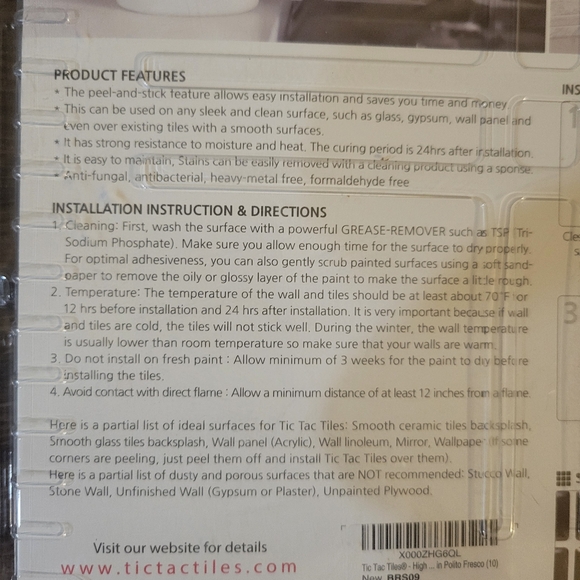 PRODUCT FEATURES
* The peel-and-stick feature allows easy installation and saves you time and money.
* This can be used on any sleek and clean surface, such as glass, gypsum, wall panel and
even over existing tiles with a smooth surfaces.
* It has strong resistance to moisture and heat. The curing period is 24hrs after installation.
* It is easy to maintain, Stains can be easily removed with a cleaning product using a sponse.
* Anti-fungal, antibacterial, heavy-metal free, formaldehyde free
INSTALLATION INSTRUCTION & DIRECTIONS
1. Cleaning: First, wash the surface with a powerful GREASE-REMOVER such as TSP (Tri-
Sodium Phosphate). Make sure you allow enough time for the surface to dry properly.
For optimal adhesiveness, you can also gently scrub painted surfaces using a soft sand-
paper to remove the oily or glossy layer of the paint to make the surface a little rough.
2. Temperature: The temperature of the wall and tiles should be at least about 70°F for
12 hrs before installation and 24 hrs after installation. It is very important because if wall
and tiles are cold, the tiles will not stick well. During the winter, the wall temperature
is usually lower than room temperature so make sure that your walls are warm.
3. Do not install on fresh paint : Allow minimum of 3 weeks for the paint to dry before
installing the tiles.
4. Avoid contact with direct flame : Allow a minimum distance of at least 12 inches from a flame.
Here is a partial list of ideal surfaces for Tic Tac Tiles: Smooth ceramic tiles backsplash,
Smooth glass tiles backsplash, Wall panel (Acrylic), Wall linoleum, Mirror, Wallpaper (If some
corners are peeling, just peel them off and install Tic Tac Tiles over them).
Here is a partial list of dusty and porous surfaces that are NOT recommended: Stucco Wall,
Stone Wall, Unfinished Wall (Gypsum or Plaster), Unpainted Plywood.
Visit our website for details
www.tictactiles.com
X000ZHG6QL
Tic Tac Tiles® - High ... in Polito Fresco (10)
New BBS09
INS
1
Cle
s
3
S